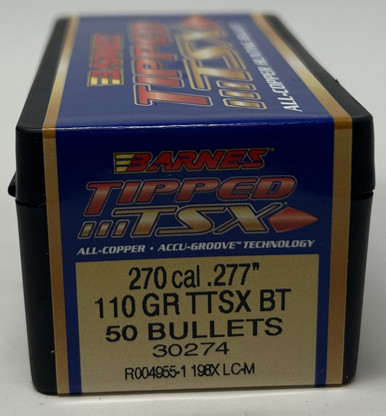 BARNES
TIPPED
TSX
ALL-COPPER
BARNES
TIPPED
TSX
ALL-COPPER • ACCU-GROOVE™ TECHNOLOGY
270 cal .277"
110 GR TTSX BT
50 BULLETS
30274
R004955-1 198X LC-M